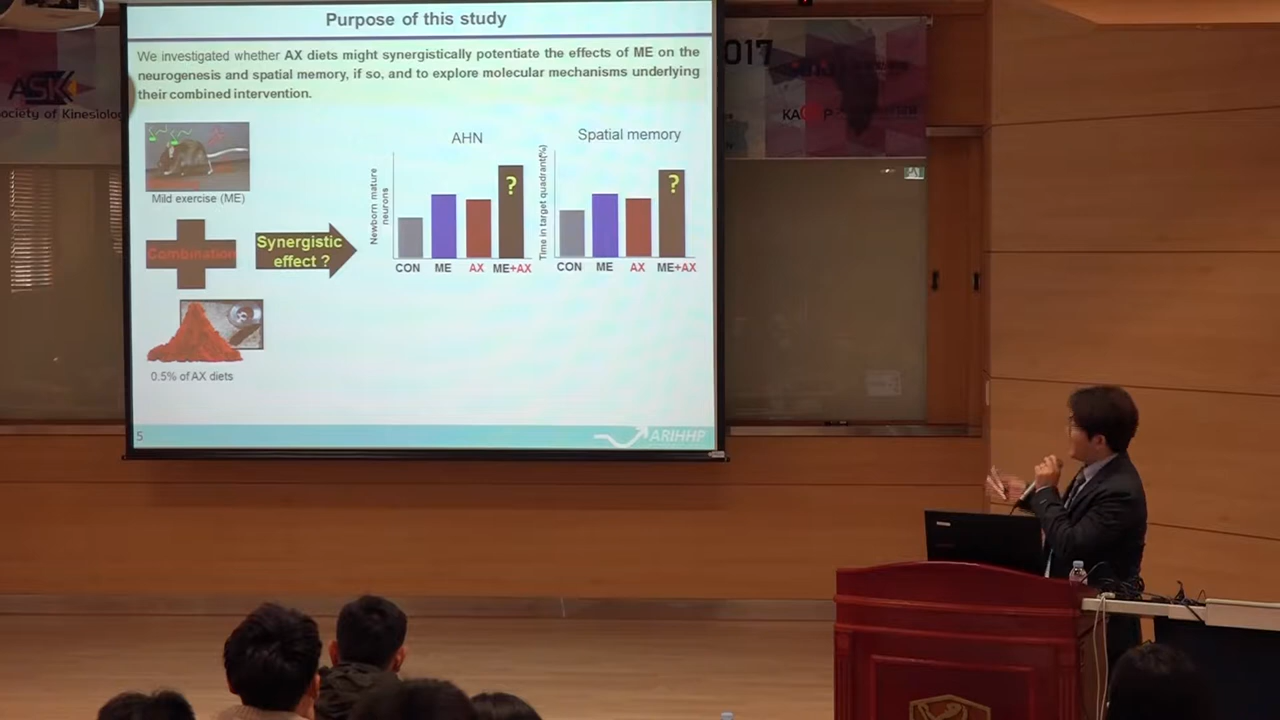 Purpose of this study
We investigated whether AX diets might synergistically potentiate the effects of ME on the
neurogenesis and spatial memory, if so, and to explore molecular mechanisms underlying
their combined intervention.
Mild exercise (ME)
Combination
Synergistic
effect ?
0.5% of AX diets
AHN
Newborn mature
neurons
?
CON ME AX ME+AX
Spatial memory
Time in target quadrant(%)
?
CON ME AX ME+AX
5
ARIHHP
ASK
ociety of Kinesiolo
017